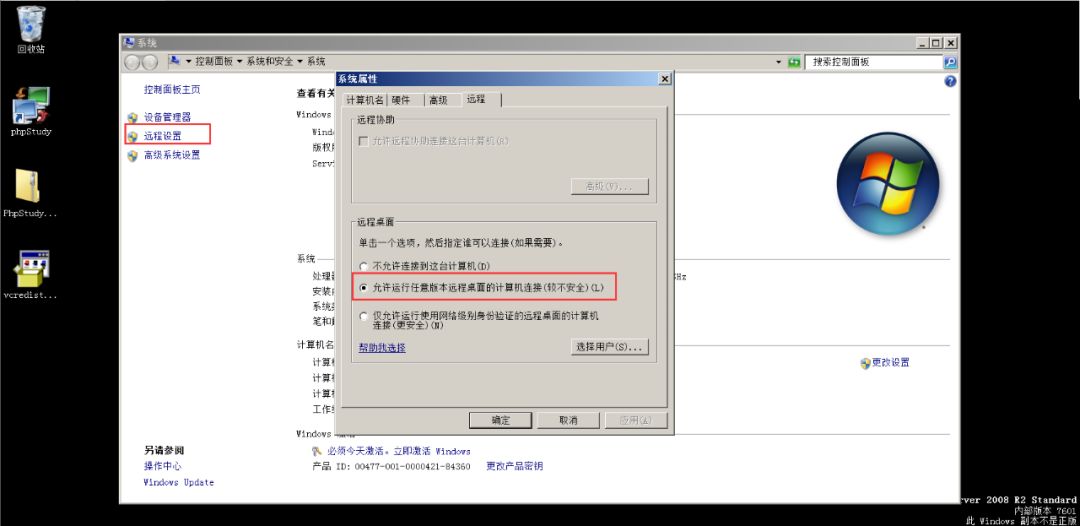 回收站
phpStudy
PhpStudy...
vcredist...
系统
控制面板 系统和安全 系统
搜索控制面板
控制面板主页
设备管理器
远程设置
高级系统设置
查看有关
Windows
Wind
版权
Serv
系统
处理
安装
系统
笔和
Hz
计算机名
计算
计算
计算
工作
更改设置
Windows 激活
必须今天激活。立即激活 Windows
产品 ID: 00477-001-0000421-84360 更改产品密钥
另请参阅
操作中心
Windows Update
系统属性
计算机名 硬件 高级 远程
远程协助
允许远程协助连接这台计算机(R)
高级(V)...
远程桌面
单击一个选项，然后指定谁可以连接(如果需要)。
不允许连接到这台计算机(D)
允许运行任意版本远程桌面的计算机连接(较不安全)(L)
仅允许运行使用网络级别身份验证的远程桌面的计算机
连接(更安全)(N)
帮助我选择
选择用户(S)...
确定 取消 应用(A)
rver 2008 R2 Standard
内部版本 7601
此 Windows 副本不是正版